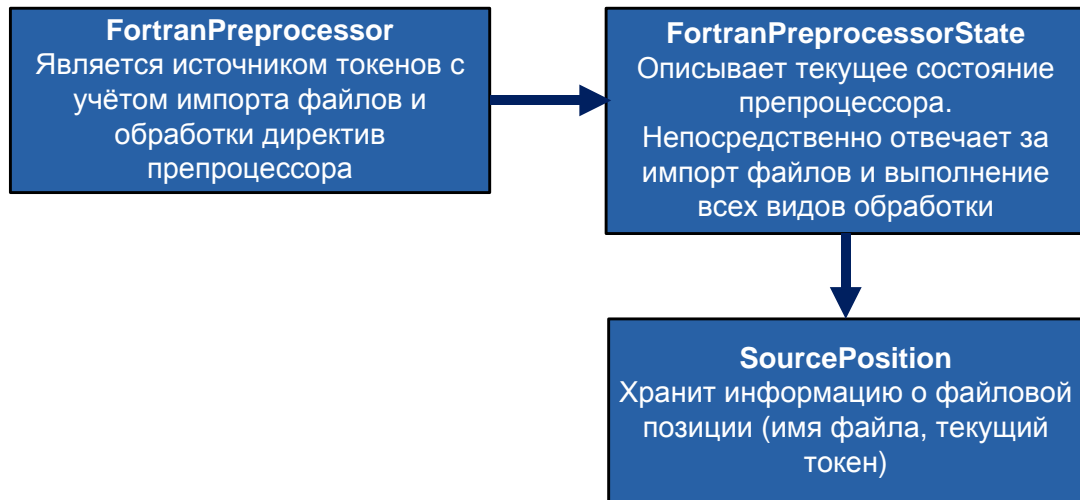 FortranPreprocessor
Является источником токенов с
учётом импорта файлов и
обработки директив
препроцессора
FortranPreprocessorState
Описывает текущее состояние
препроцессора.
Непосредственно отвечает за
импорт файлов и выполнение
всех видов обработки
SourcePosition
Хранит информацию о файловой
позиции (имя файла, текущий
токен)